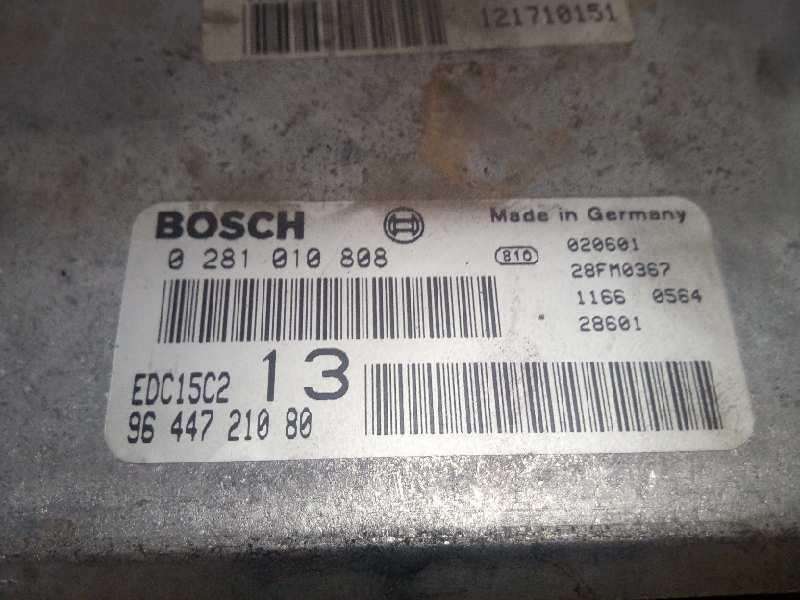 121710151
BOSCH
Made in Germany
0 281 010 808
810
020601
28FM0367
1166 0564
28601
EDC15C2
13
96 447 210 80